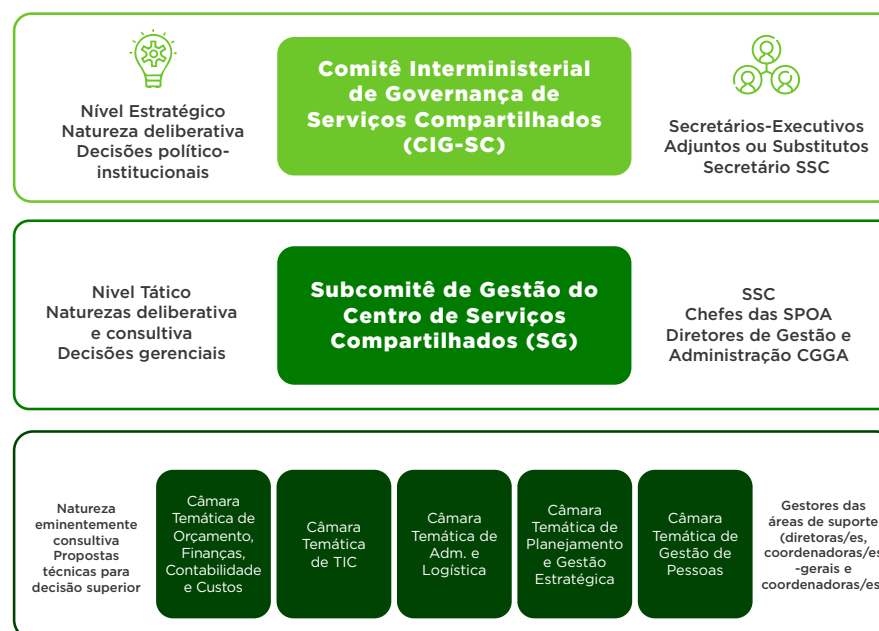 Nível Estratégico
Natureza deliberativa
Decisões político-
institucionais
Comitê Interministerial
de Governança de
Serviços Compartilhados
(CIG-SC)
Secretários-Executivos
Adjuntos ou Substitutos
Secretário SSC
Nivel Tático
Naturezas deliberativa
e consultiva
Decisões gerenciais
Subcomitê de Gestão do
Centro de Serviços
Compartilhados (SG)
SSC
Chefes das SPOA
Diretores de Gestão e
Administração CGGA
Natureza
eminentemente
consultiva
Propostas
técnicas para
decisão superior
Câmara
Temática de
Orçamento,
Finanças,
Contabilidade
e Custos
Câmara
Temática
de TIC
Câmara
Temática de
Adm. e
Logística
Câmara
Temática de
Planejamento
e Gestão
Estratégica
Câmara
Temática de
Gestão de
Pessoas
Gestores das
áreas de suporte
(diretoras/es,
coordenadoras/es
-gerais e
coordenadoras/es